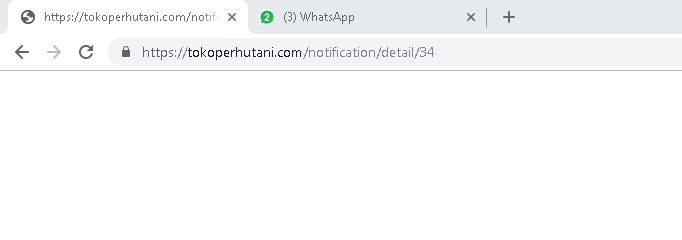 https://tokoperhutani.com/notifi
2 (3) WhatsApp
https://tokoperhutani.com/notification/detail/34